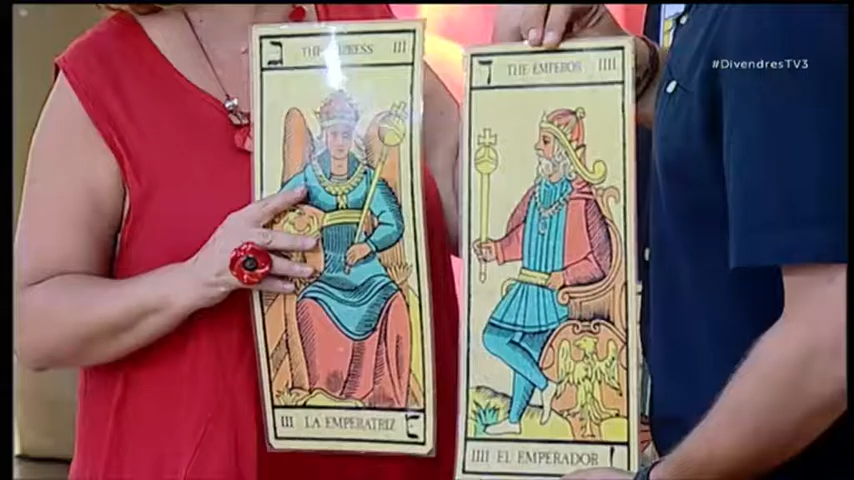 #DivendresTV3
THE EMPRESS III
THE EMPEROR IIII
III LA EMPERATRIZ
IIII EL EMPERADOR